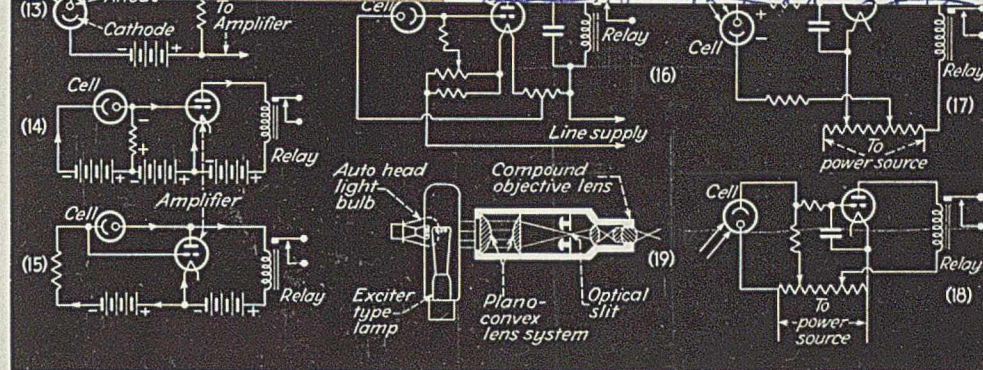 (13)
To
Amplifier
Cathode
- +
Cell
(14)
-
+
- + - + - +
Relay
Amplifier
Cell
(15)
- + - +
Relay
Cell
Relay
(16)
Line supply
Auto head
light
bulb
Compound
objective lens
(19)
Exciter
type
lamp
Plano-
convex
lens system
Optical
slit
Cell
+
-
Relay
(17)
To
power source
Cell
Relay
(18)
To
power
source